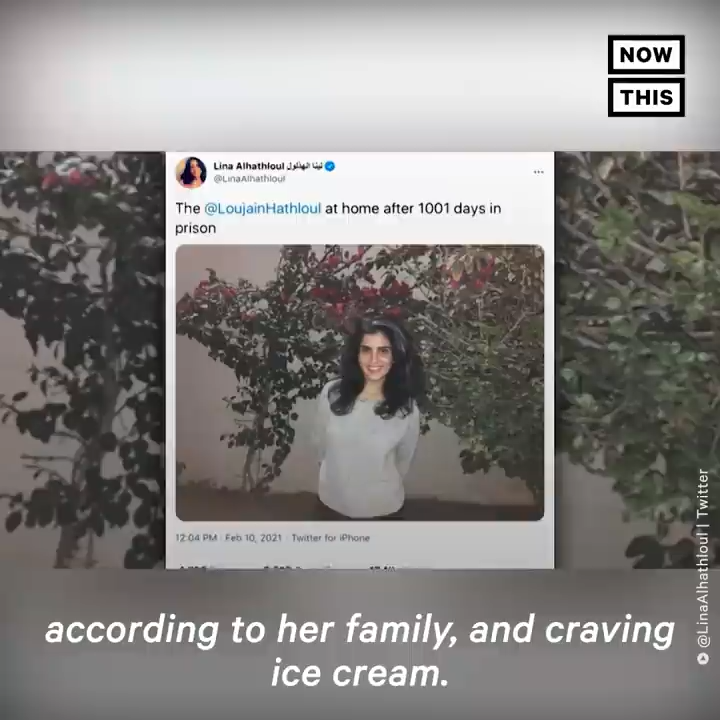 NOW
THIS
Lina Alhathloul لينا الهذلول
@LinaAlhathloul
The @LoujainHathloul at home after 1001 days in
prison
12:04 PM · Feb 10, 2021 · Twitter for iPhone
@LinaAlhathloul | Twitter
according to her family, and craving
ice cream.